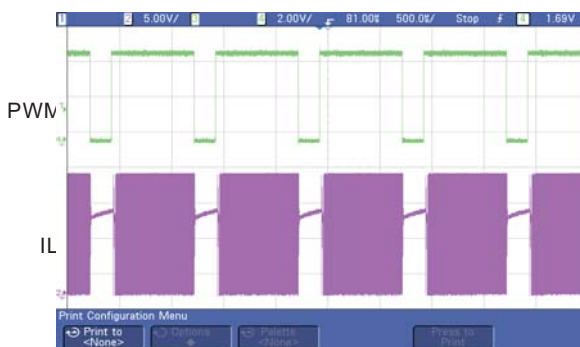 1 2 5.00V/ 3 4 2.00V/ 81.00% 500.0%/ Stop 4 1.69V
PWM
IL
Print Configuration Menu
Print to
<None>
Options
Palette
<None>
Press to
Print